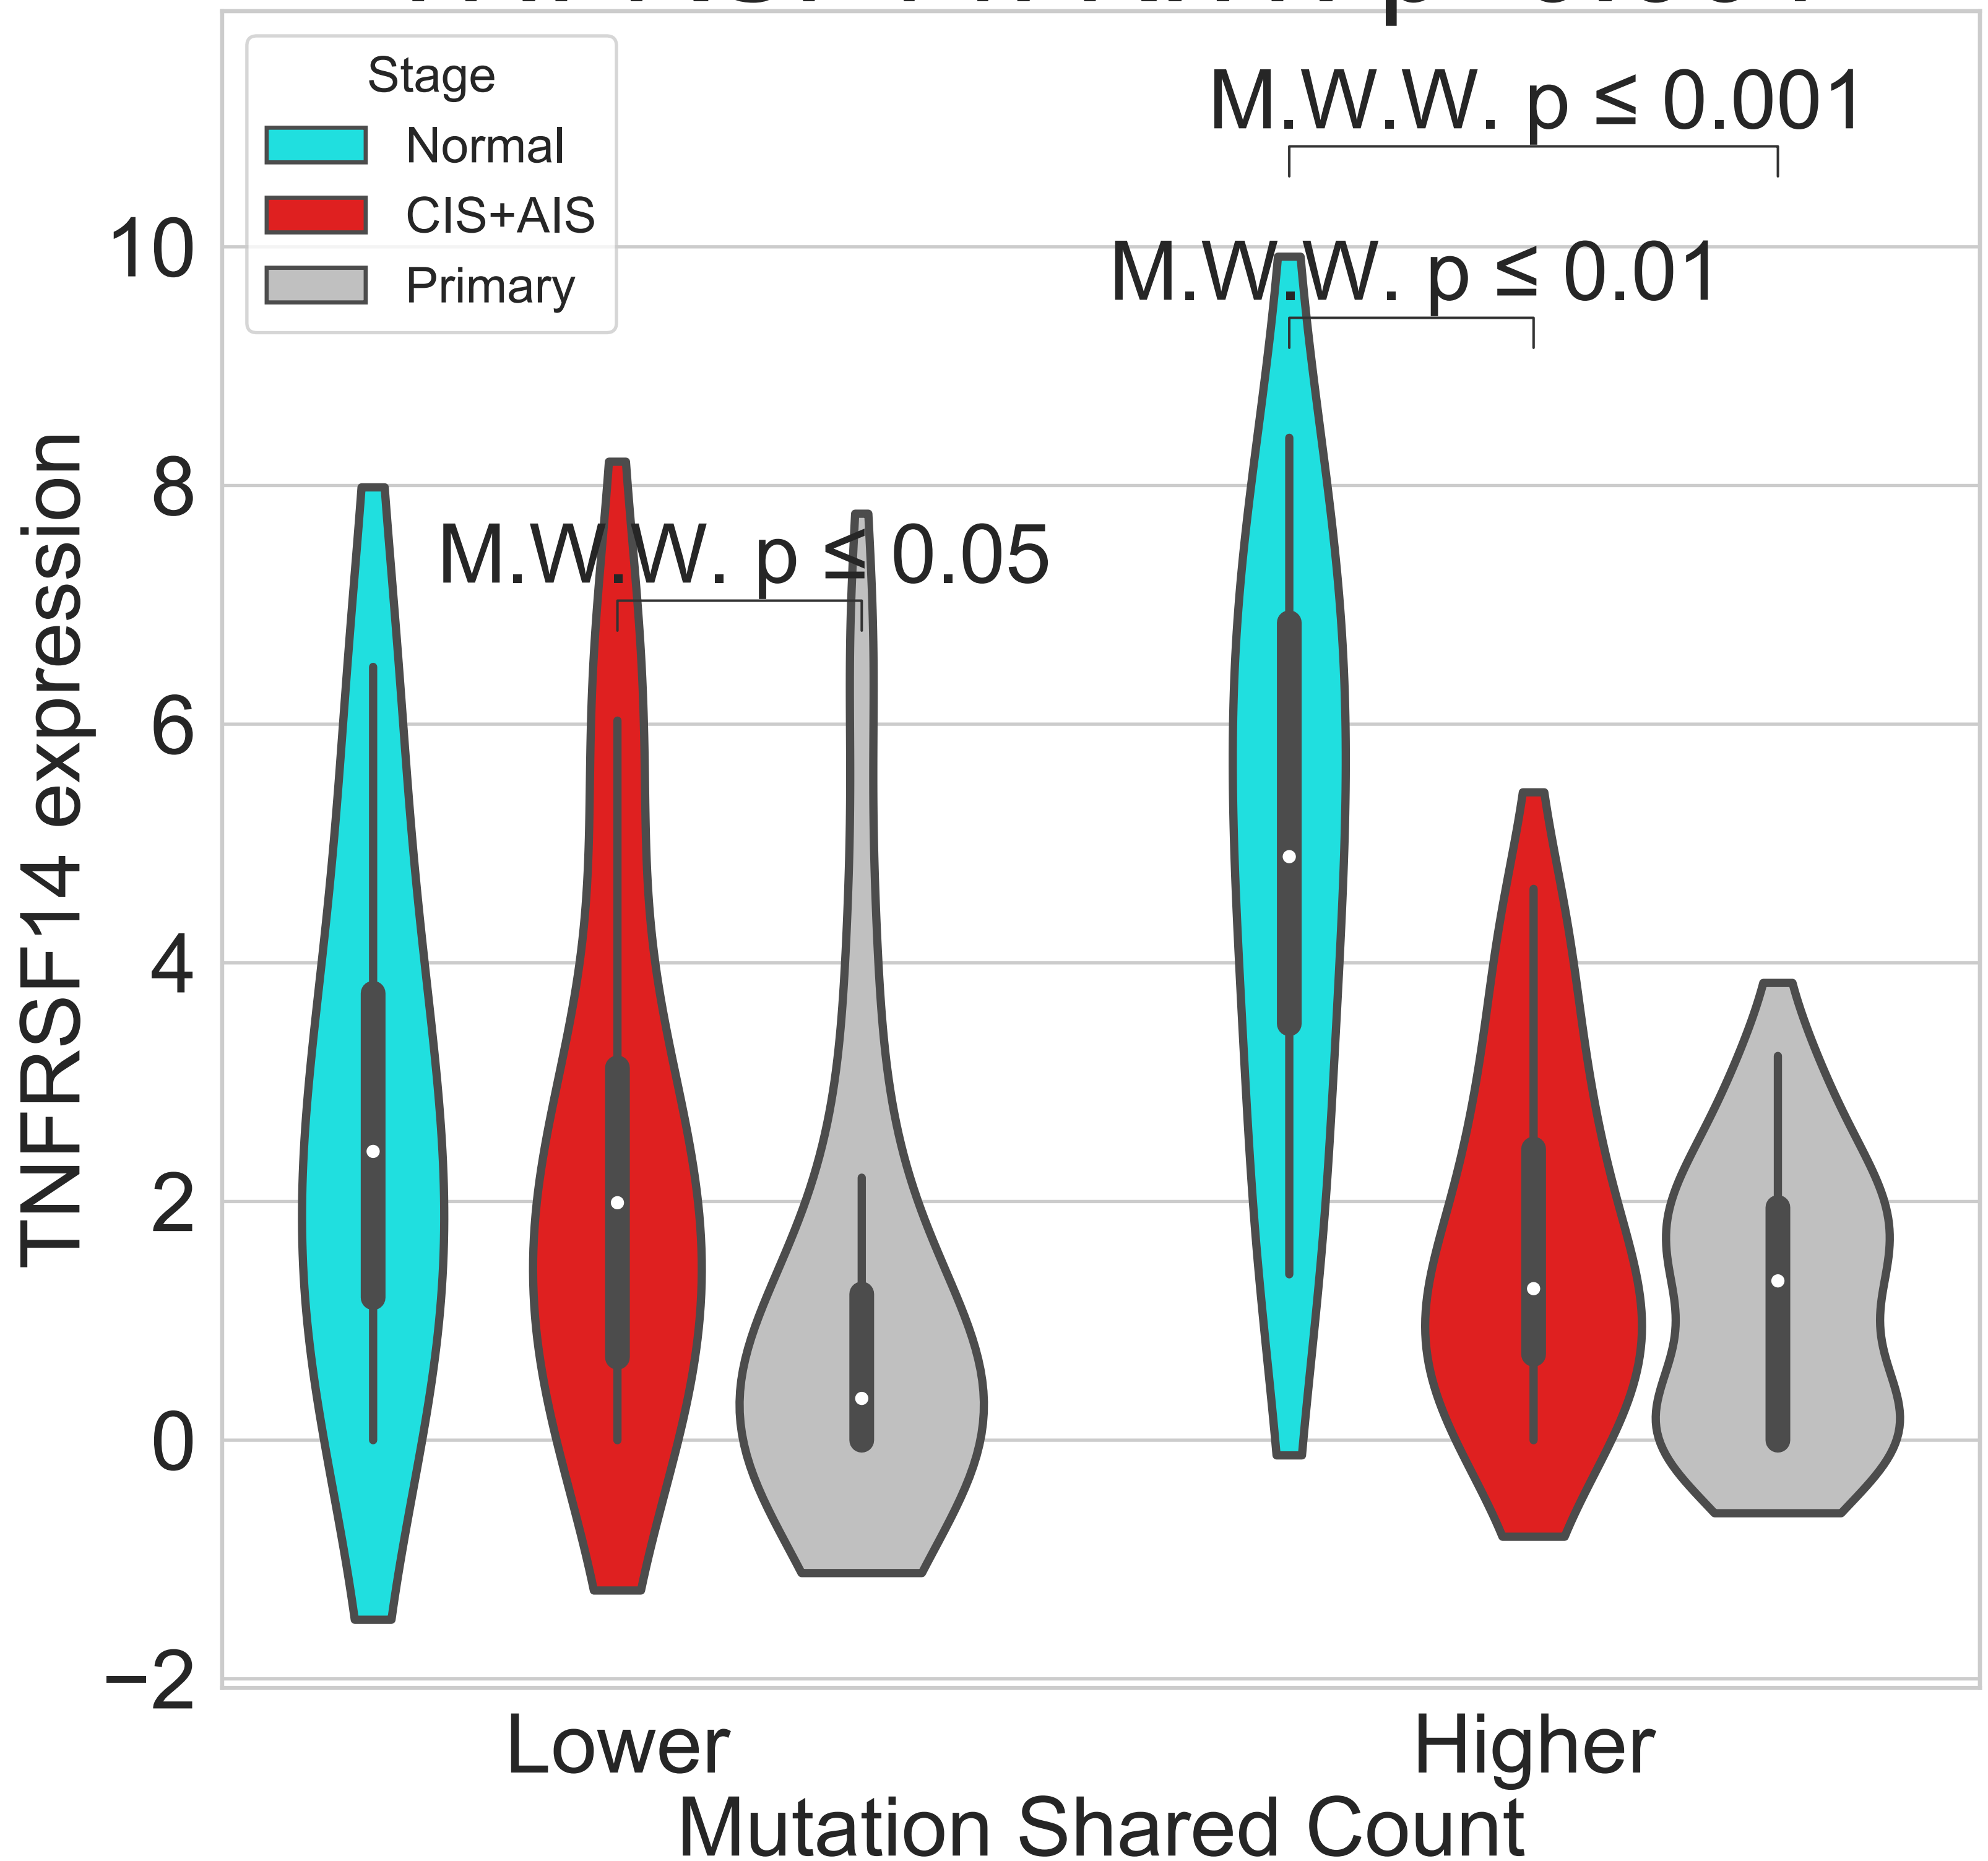 Stage
Normal
CIS+AIS
Primary
M.W.W. p ≤ 0.001
M.W.W. p ≤ 0.01
M.W.W. p ≤ 0.05
10
8
6
4
2
0
−2
TNFRSF14 expression
Lower
Higher
Mutation Shared Count